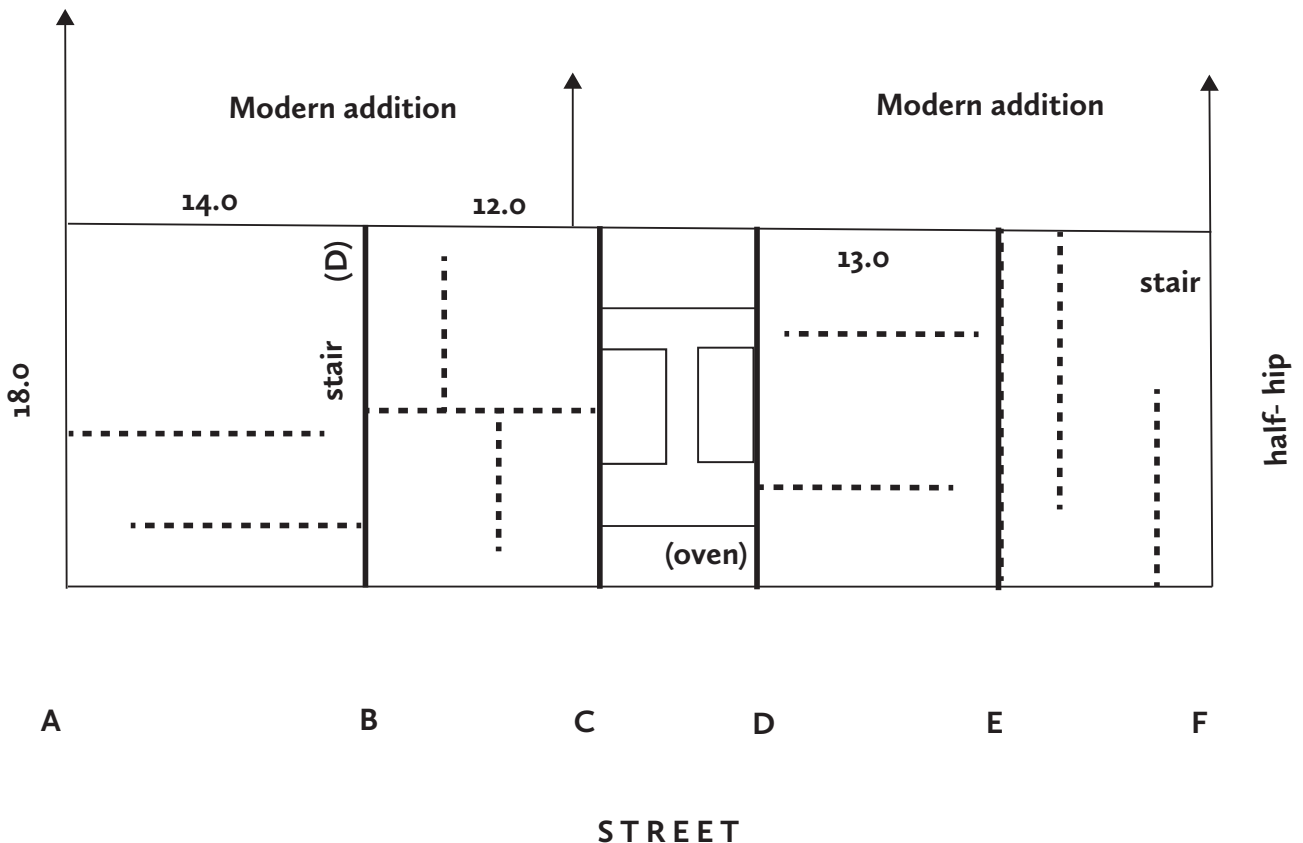 Modern addition
Modern addition
14.0
12.0
(D)
13.0
stair
stair
18.0
half- hip
(oven)
A
B
C
D
E
F
STREET